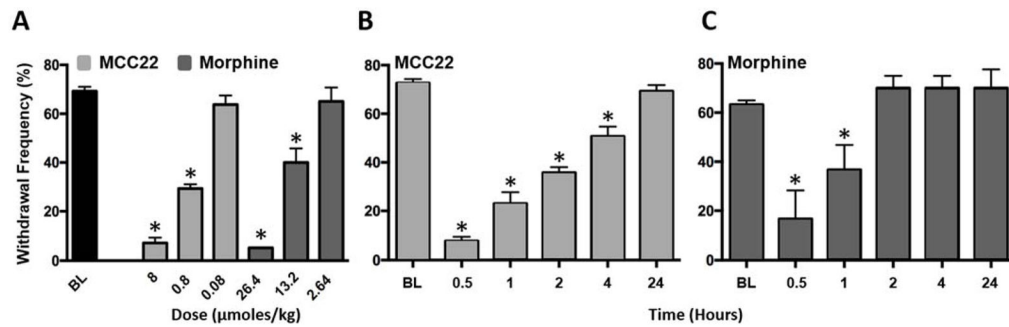 A
B
C
MCC22 Morphine
MCC22
Morphine
Withdrawal Frequency (%)
80
60
40
20
0
* * * *
BL 8 0.8 0.08 26.4 13.2 2.64
Dose (µmoles/kg)
80
60
40
20
0
* * * *
BL 0.5 1 2 4 24
80
60
40
20
0
* *
BL 0.5 1 2 4 24
Time (Hours)